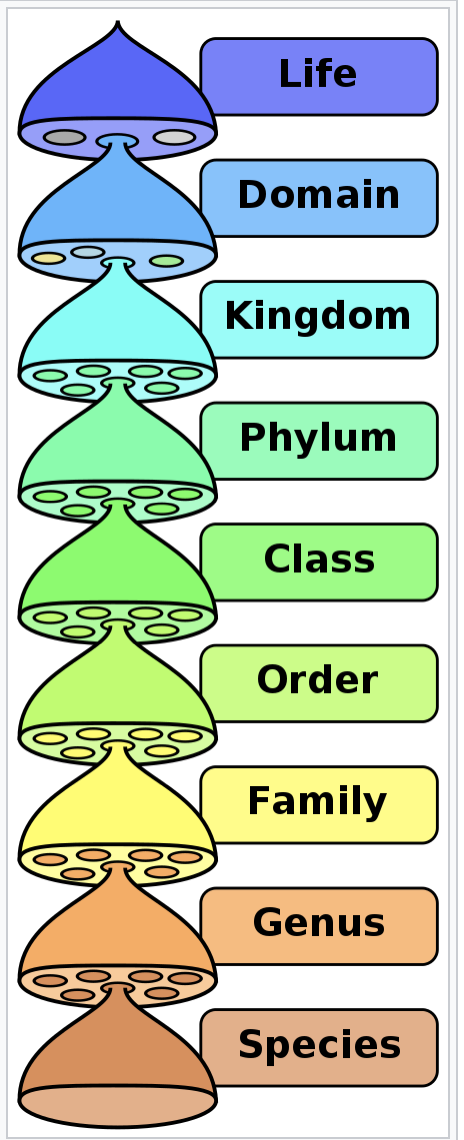 Life
Domain
Kingdom
Phylum
Class
Order
Family
Genus
Species